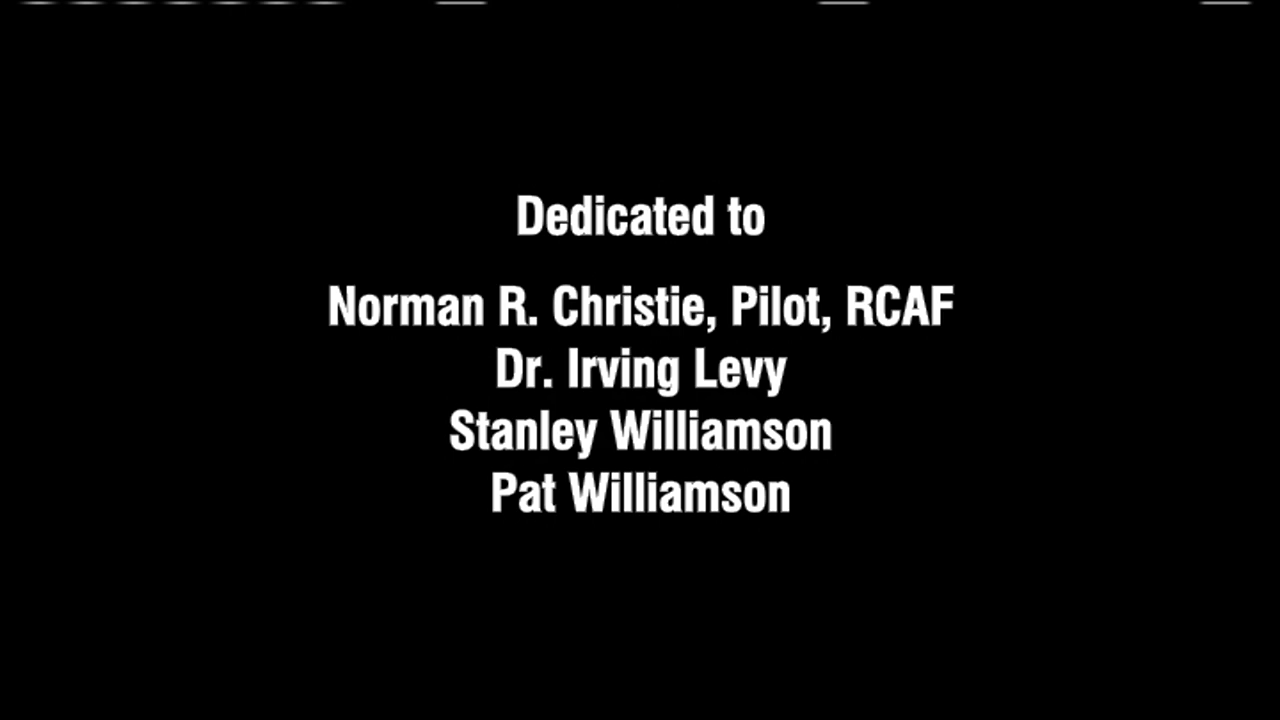 Dedicated to
Norman R. Christie, Pilot, RCAF
Dr. Irving Levy
Stanley Williamson
Pat Williamson